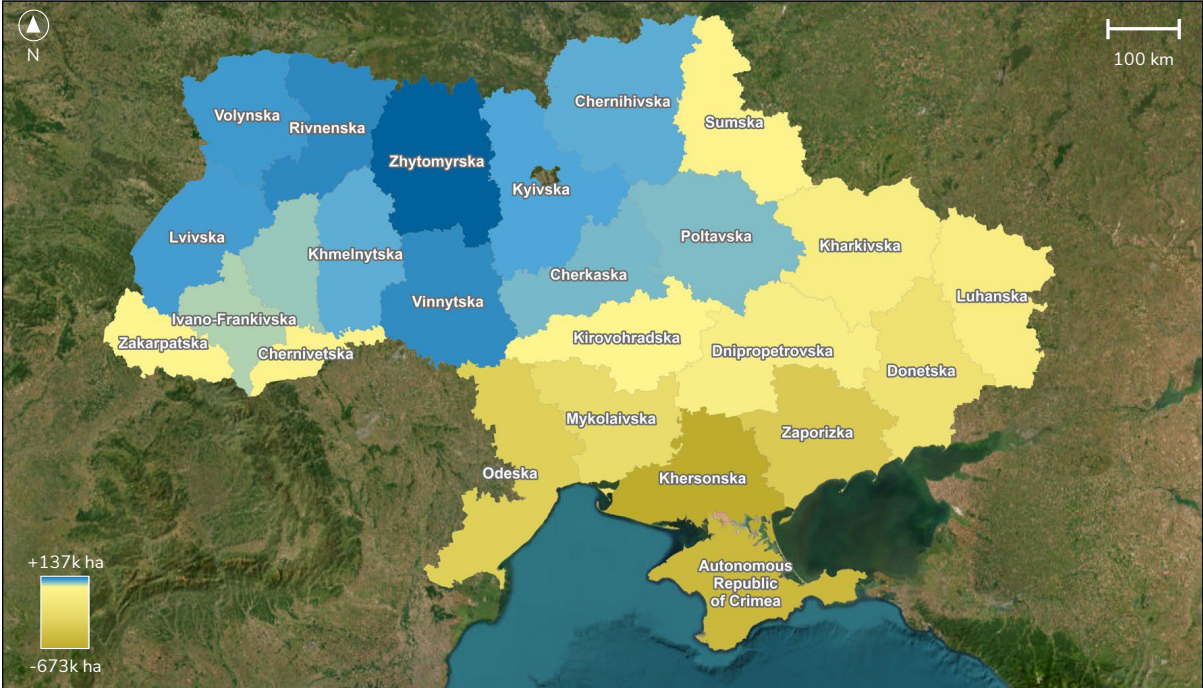 N
100 km
Chernihivska
Volynska
Rivnenska
Sumska
Zhytomyrska
Kyivska
Lvivska
Poltavska
Kharkivska
Khmelnytska
Cherkaska
Luhanska
Vinnytska
Ivano-Frankivska
Kirovohradska
Zakarpatska
Chernivetska
Dnipropetrovska
Donetska
Mykolaivska
Zaporizka
Odeska
Khersonska
+137k ha
Autonomous
Republic
of Crimea
-673k ha